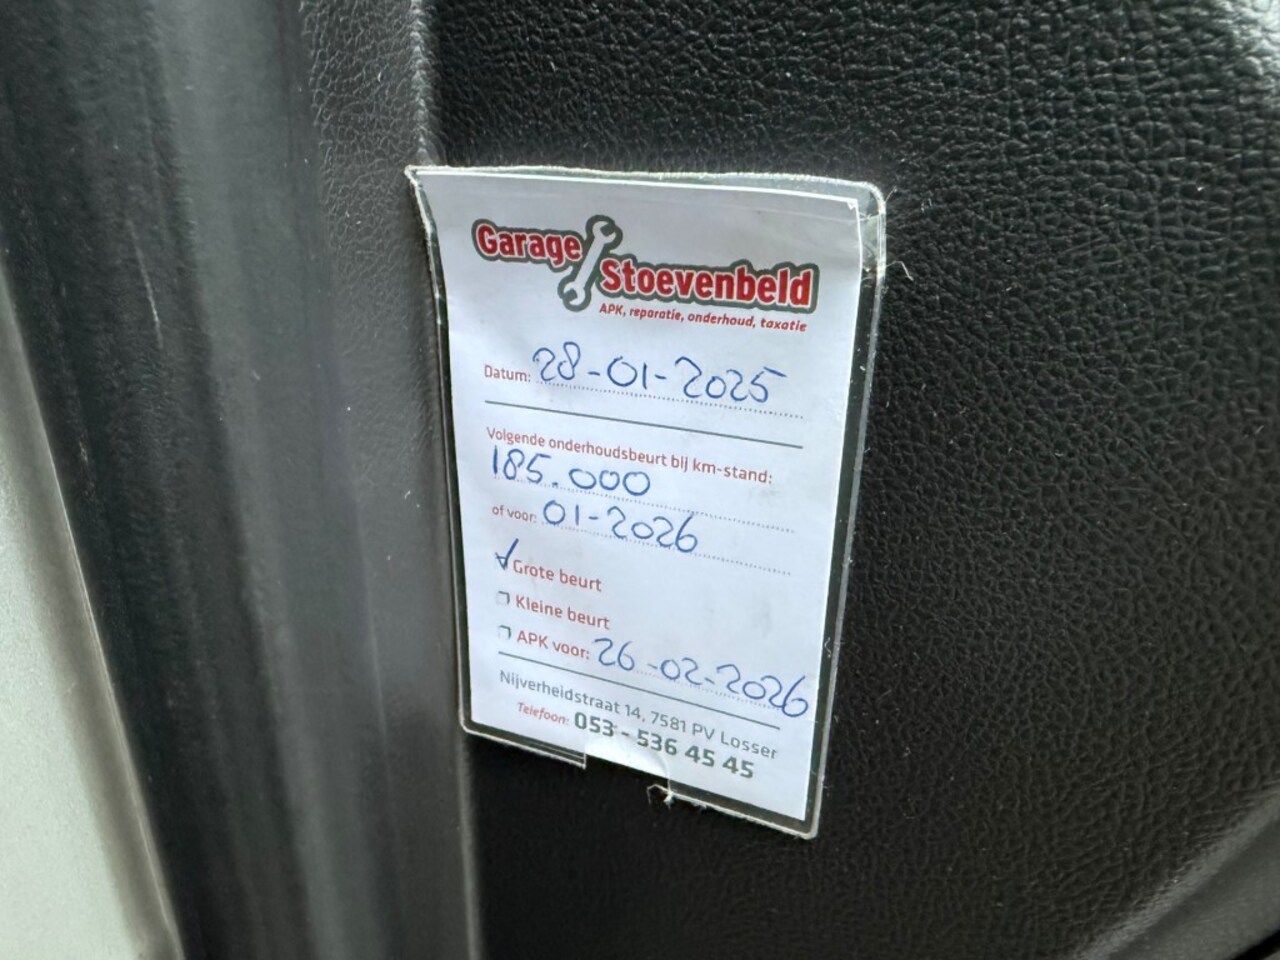 Garage
Stoevenbeld
APK, reparatie, onderhoud, taxatie
Datum: 28-01-2025
Volgende onderhoudsbeurt bij km-stand:
185.000
of voor: 01-2026
Grote beurt
Kleine beurt
APK voor: 26-02-2026
Nijverheidstraat 14, 7581 PV Losser
Telefoon: 053 - 536 45 45